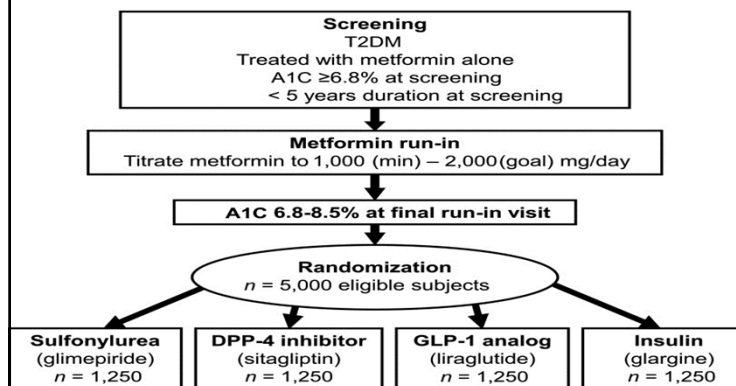 Screening
T2DM
Treated with metformin alone
A1C ≥6.8% at screening
< 5 years duration at screening
Metformin run-in
Titrate metformin to 1,000 (min) – 2,000(goal) mg/day
A1C 6.8-8.5% at final run-in visit
Randomization
n = 5,000 eligible subjects
Sulfonylurea
(glimepiride)
n = 1,250
DPP-4 inhibitor
(sitagliptin)
n = 1,250
GLP-1 analog
(liraglutide)
n = 1,250
Insulin
(glargine)
n = 1,250